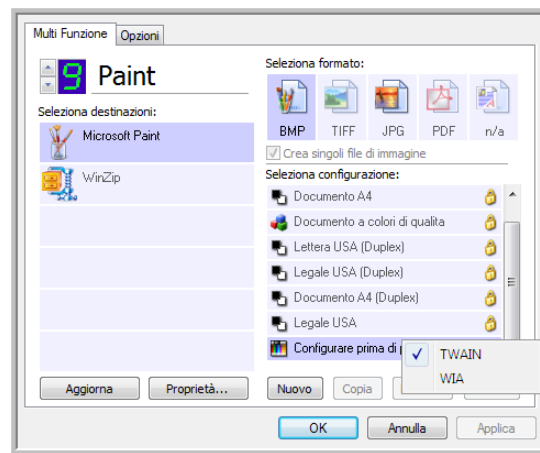 Multi Funzione
Opzioni
9
Paint
Seleziona destinazioni:
Microsoft Paint
WinZip
Aggiorna
Proprietà...
Seleziona formato:
BMP
TIFF
JPG
PDF
n/a
Crea singoli file di immagine
Seleziona configurazione:
Documento A4
Documento a colori di qualita
Lettera USA (Duplex)
Legale USA (Duplex)
Documento A4 (Duplex)
Legale USA
Configurare prima di
TWAIN
WIA
Nuovo
Copia
OK
Annulla
Applica